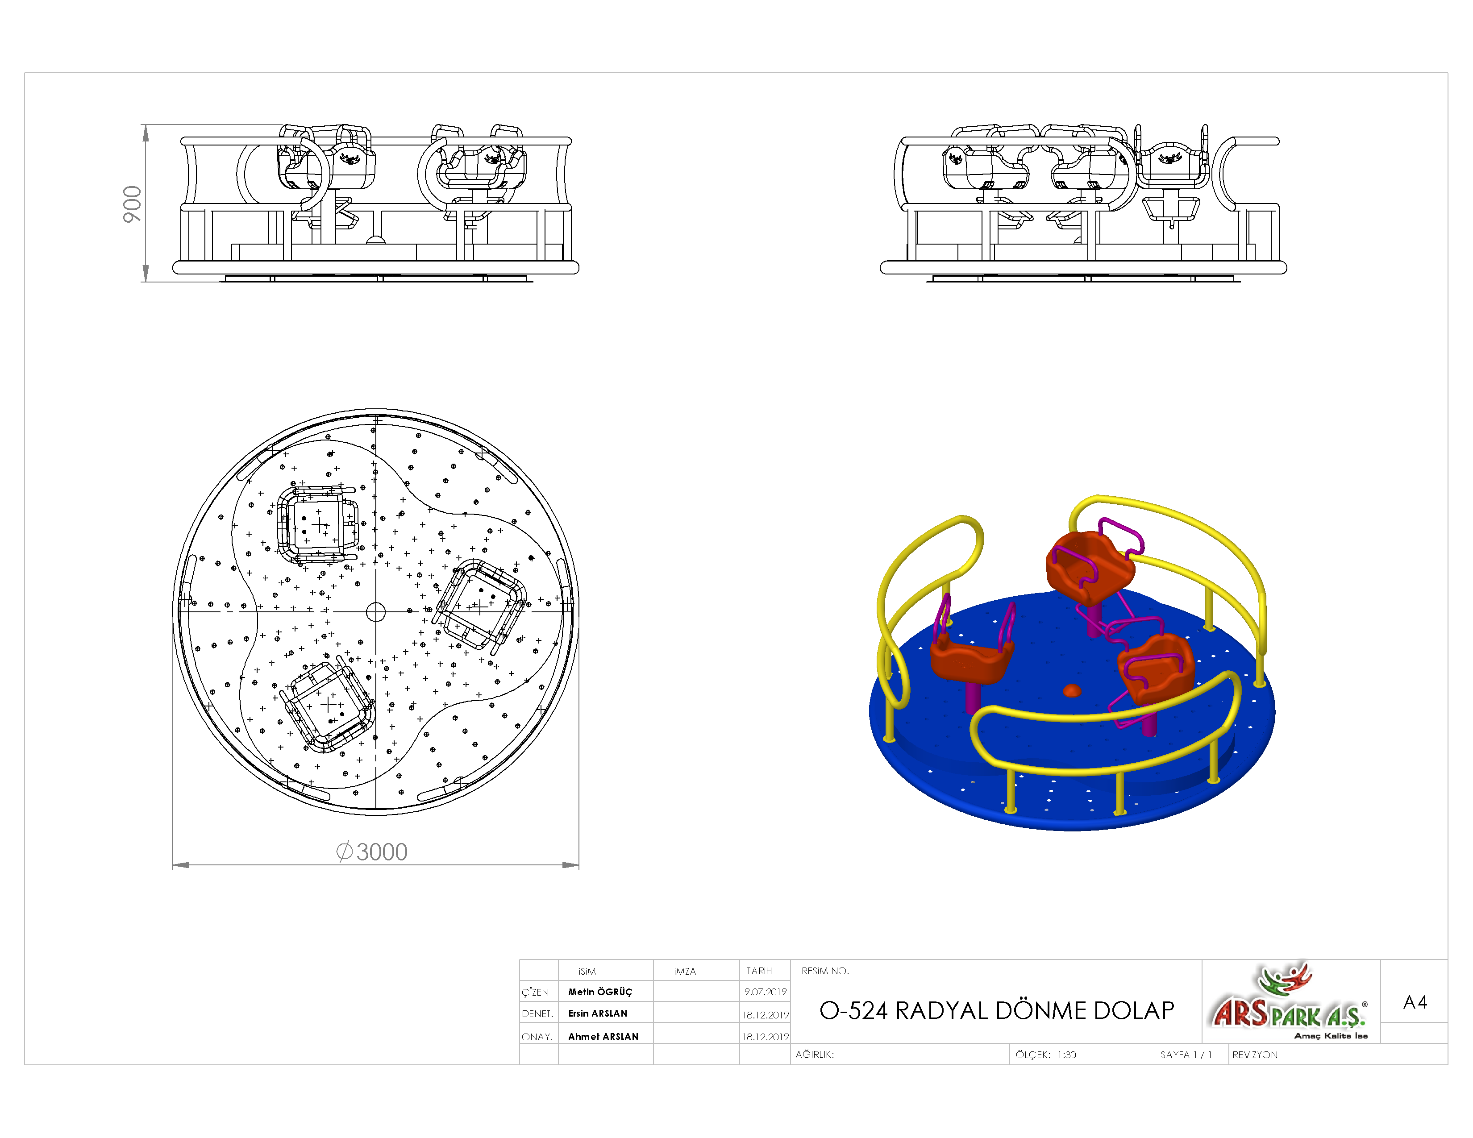 900
⌀3000
İSİM İMZA TARİH RESİM NO.
ÇİZEN Metin ÖGRÜÇ 9.07.2019
DENET. Ersin ARSLAN 18.12.2019
ONAY. Ahmet ARSLAN 18.12.2019
O-524 RADYAL DÖNME DOLAP
ARSPARK A.Ş.®
Amaç Kalite İse
A4
AĞIRLIK: ÖLÇEK: 1:30 SAYFA 1 / 1 REVİZYON